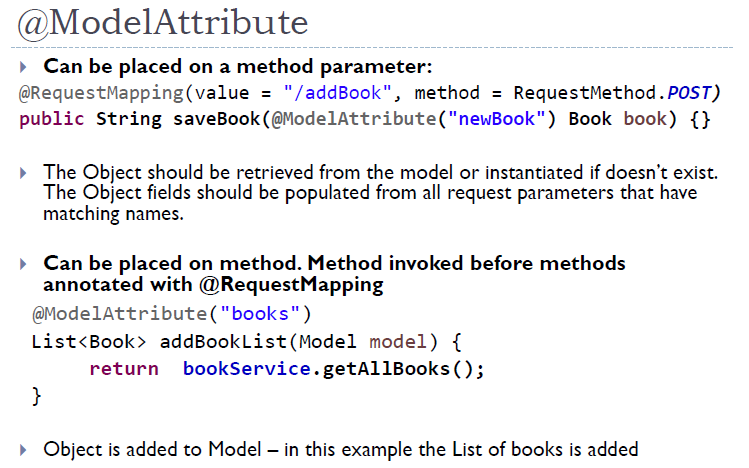 @ModelAttribute
Can be placed on a method parameter:
@RequestMapping(value = "/addBook", method = RequestMethod.POST)
public String saveBook(@ModelAttribute("newBook") Book book) {}
The Object should be retrieved from the model or instantiated if doesn't exist.
The Object fields should be populated from all request parameters that have
matching names.
Can be placed on method. Method invoked before methods
annotated with @RequestMapping
@ModelAttribute("books")
List<Book> addBookList(Model model) {
return bookService.getAllBooks();
}
Object is added to Model – in this example the List of books is added